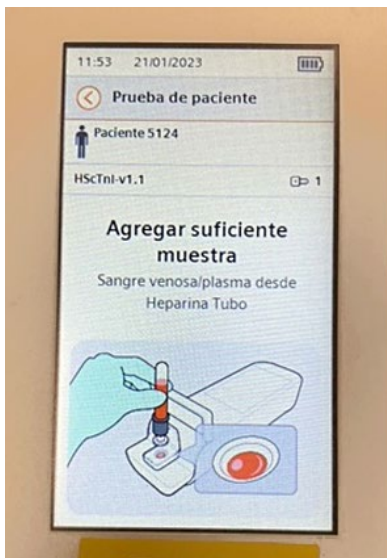 11:53 21/01/2023
Prueba de paciente
Paciente 5124
HScTnI-v1.1 1
Agregar suficiente
muestra
Sangre venosa/plasma desde
Heparina Tubo